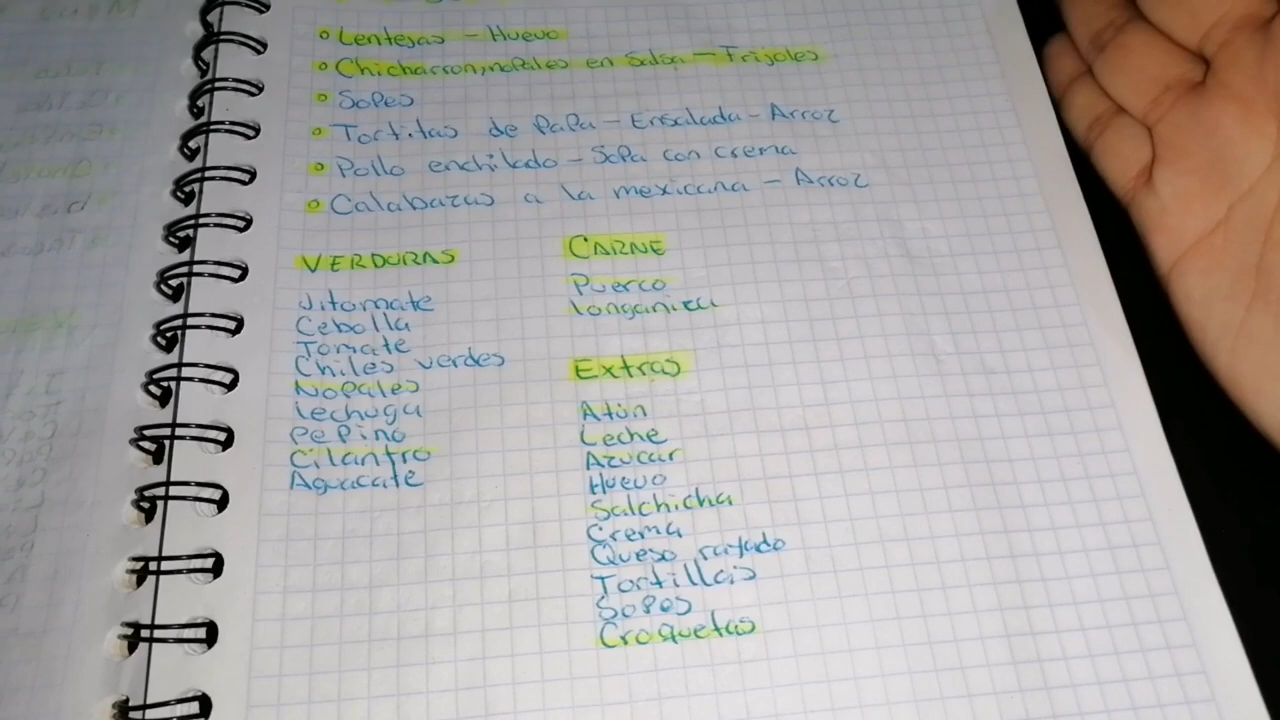 Lentejas - Huevo
Chicharron, nopales en Salsa - Frijoles
Sopes
Tortitas de Papa - Ensalada - Arroz
Pollo enchilado - Sopa con crema
Calabazas a la mexicana - Arroz
VERDURAS
Jitomate
Cebolla
Tomate
Chiles verdes
Nopales
lechuga
Pepino
Cilantro
Aguacate
CARNE
Puerco
longaniza
Extras
Atún
Leche
Azucar
Huevo
Salchicha
Crema
Queso rayado
Tortillas
Sopes
Croquetas